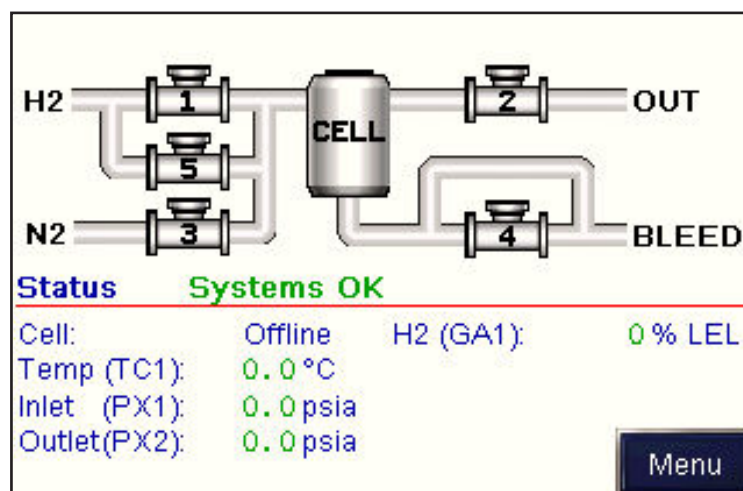 H2 1 2 OUT
CELL
5
N2 3 4 BLEED
Status Systems OK
Cell: Offline H2 (GA1): 0 % LEL
Temp (TC1): 0.0 °C
Inlet (PX1): 0.0 psia
Outlet(PX2): 0.0 psia
Menu